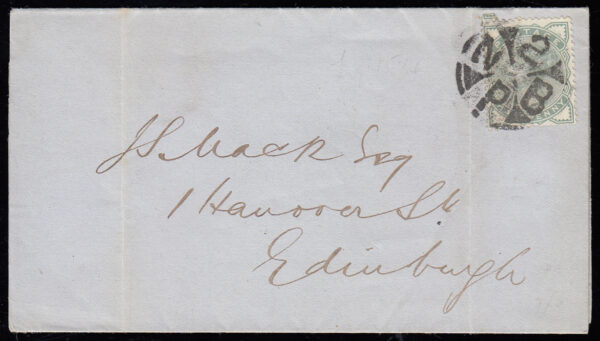 J S. Mack Esq
1 Hanover St
Edinburgh